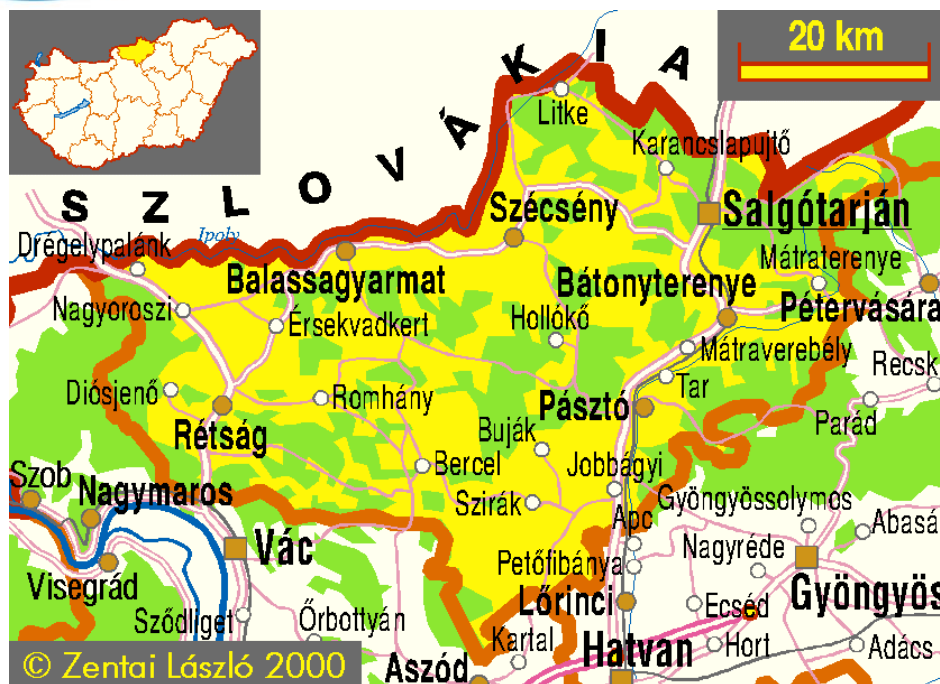 20 km
SZLOVÁKIA
Litke
Karancslapujtő
Salgótarján
Szécsény
Ipoly
Drégelypalánk
Balassagyarmat
Bátonyterenye
Mátraterenye
Nagyoroszi
Érsekvadkert
Hollókő
Pétervására
Mátraverebély
Recsk
Diósjenő
Romhány
Tar
Pásztó
Parád
Rétság
Buják
Bercel
Jobbágyi
Szob
Nagymaros
Szirák
Gyöngyössolymos
Apc
Abasá
Vác
Nagyréde
Petőfibánya
Visegrád
Gyöngyös
Lőrinci
Ecséd
Sződliget
Őrbottyán
Kartal
Hatvan
Hort
Adács
Aszód
© Zentai László 2000